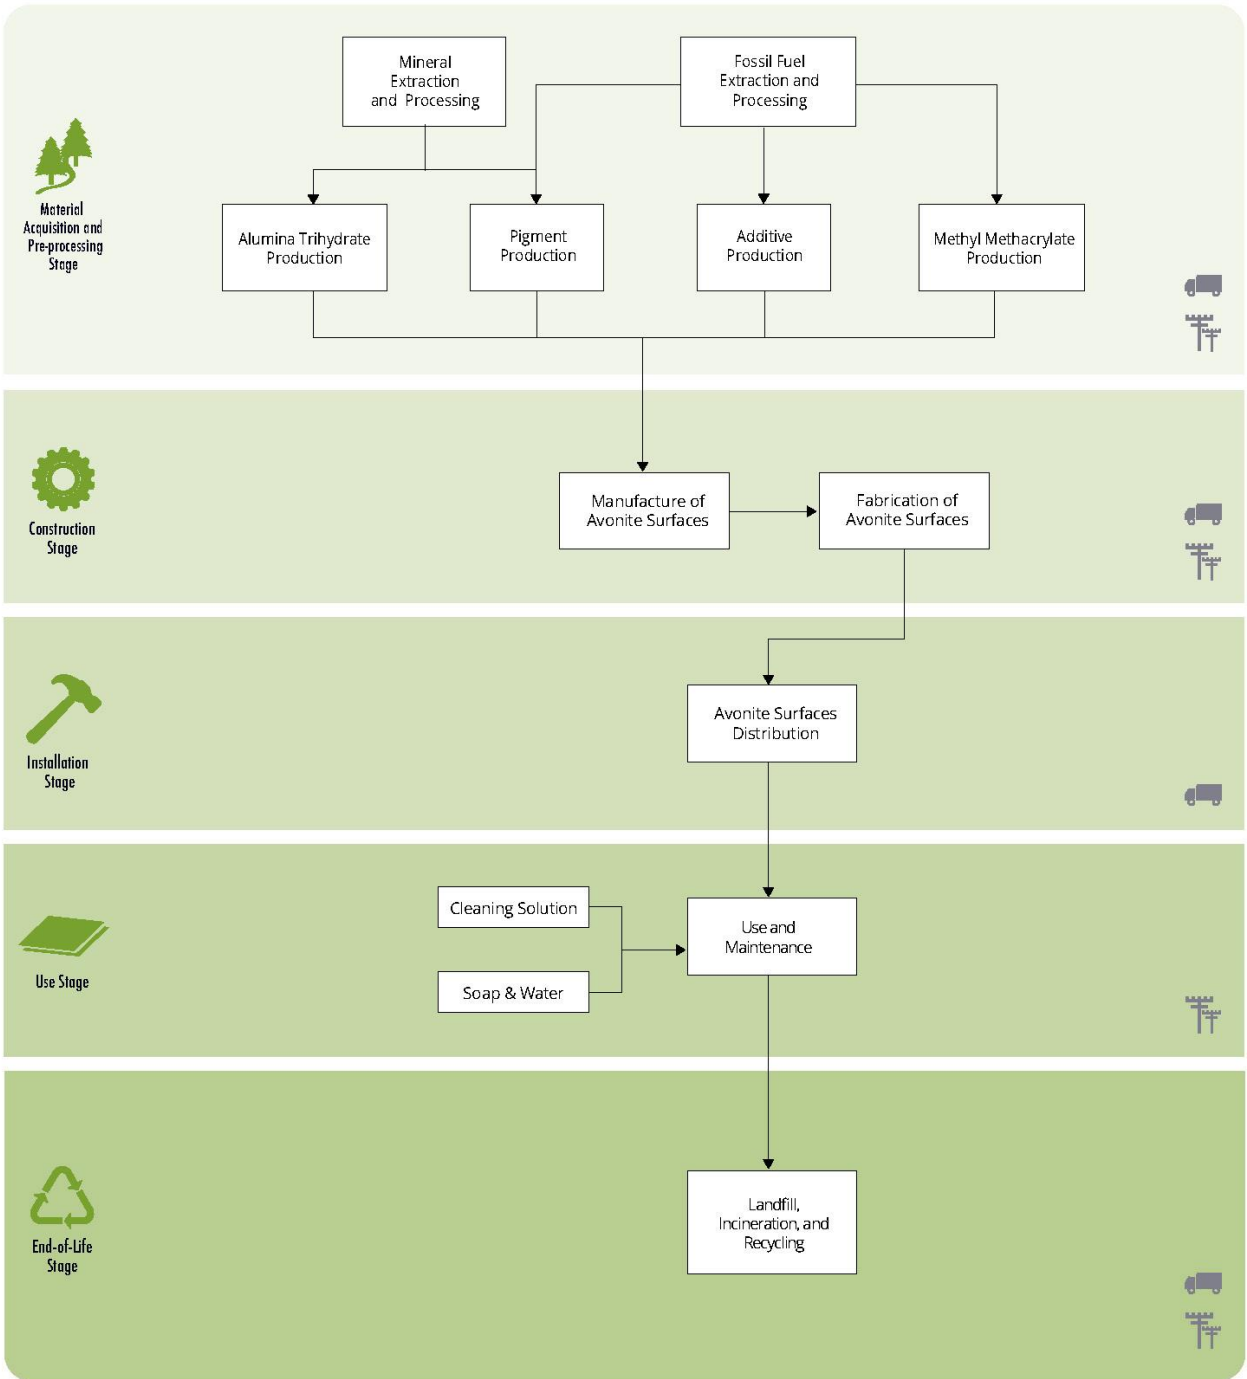 Mineral
Extraction
and Processing
Fossil Fuel
Extraction and
Processing
Material
Acquisition and
Pre-processing
Stage
Alumina Trihydrate
Production
Pigment
Production
Additive
Production
Methyl Methacrylate
Production
Construction
Stage
Manufacture of
Avonite Surfaces
Fabrication of
Avonite Surfaces
Installation
Stage
Avonite Surfaces
Distribution
Use Stage
Cleaning Solution
Soap & Water
Use and
Maintenance
End-of-Life
Stage
Landfill,
Incineration, and
Recycling